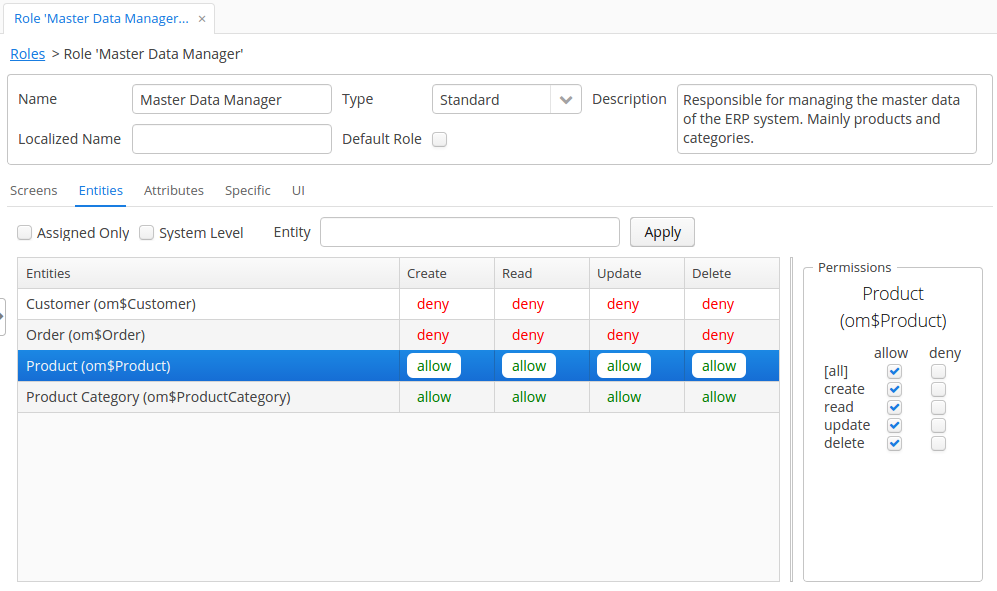 Role 'Master Data Manager... ×
Roles > Role 'Master Data Manager'
Name Master Data Manager Type Standard Description Responsible for managing the master data
of the ERP system. Mainly products and
categories.
Localized Name Default Role
Screens Entities Attributes Specific UI
Assigned Only System Level Entity Apply
Entities Create Read Update Delete
Customer (om$Customer) deny deny deny deny
Order (om$Order) deny deny deny deny
Product (om$Product) allow allow allow allow
Product Category (om$ProductCategory) allow allow allow allow
Permissions
Product
(om$Product)
allow deny
[all]
create
read
update
delete